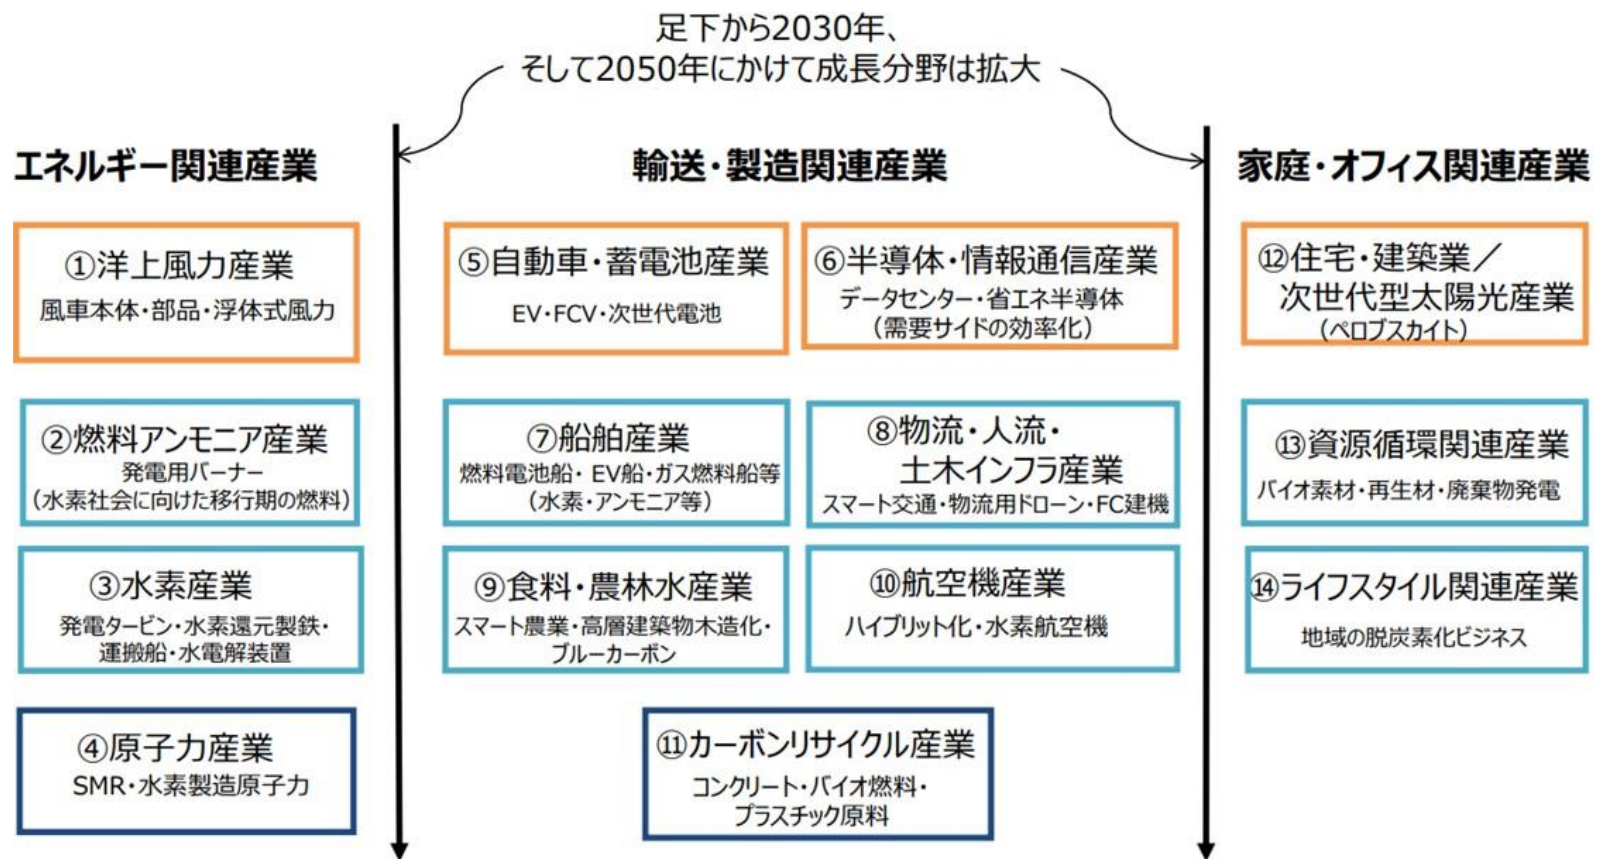 足下から2030年、
そして2050年にかけて成長分野は拡大
エネルギー関連産業
輸送・製造関連産業
家庭・オフィス関連産業
①洋上風力産業
風車本体・部品・浮体式風力
⑤自動車・蓄電池産業
EV・FCV・次世代電池
⑥半導体・情報通信産業
データセンター・省エネ半導体
（需要サイドの効率化）
⑫住宅・建築業／
次世代型太陽光産業
（ペロブスカイト）
②燃料アンモニア産業
発電用バーナー
（水素社会に向けた移行期の燃料）
⑦船舶産業
燃料電池船・EV船・ガス燃料船等
（水素・アンモニア等）
⑧物流・人流・
土木インフラ産業
スマート交通・物流用ドローン・FC建機
⑬資源循環関連産業
バイオ素材・再生材・廃棄物発電
③水素産業
発電タービン・水素還元製鉄・
運搬船・水電解装置
⑨食料・農林水産業
スマート農業・高層建築物木造化・
ブルーカーボン
⑩航空機産業
ハイブリット化・水素航空機
⑭ライフスタイル関連産業
地域の脱炭素化ビジネス
④原子力産業
SMR・水素製造原子力
⑪カーボンリサイクル産業
コンクリート・バイオ燃料・
プラスチック原料